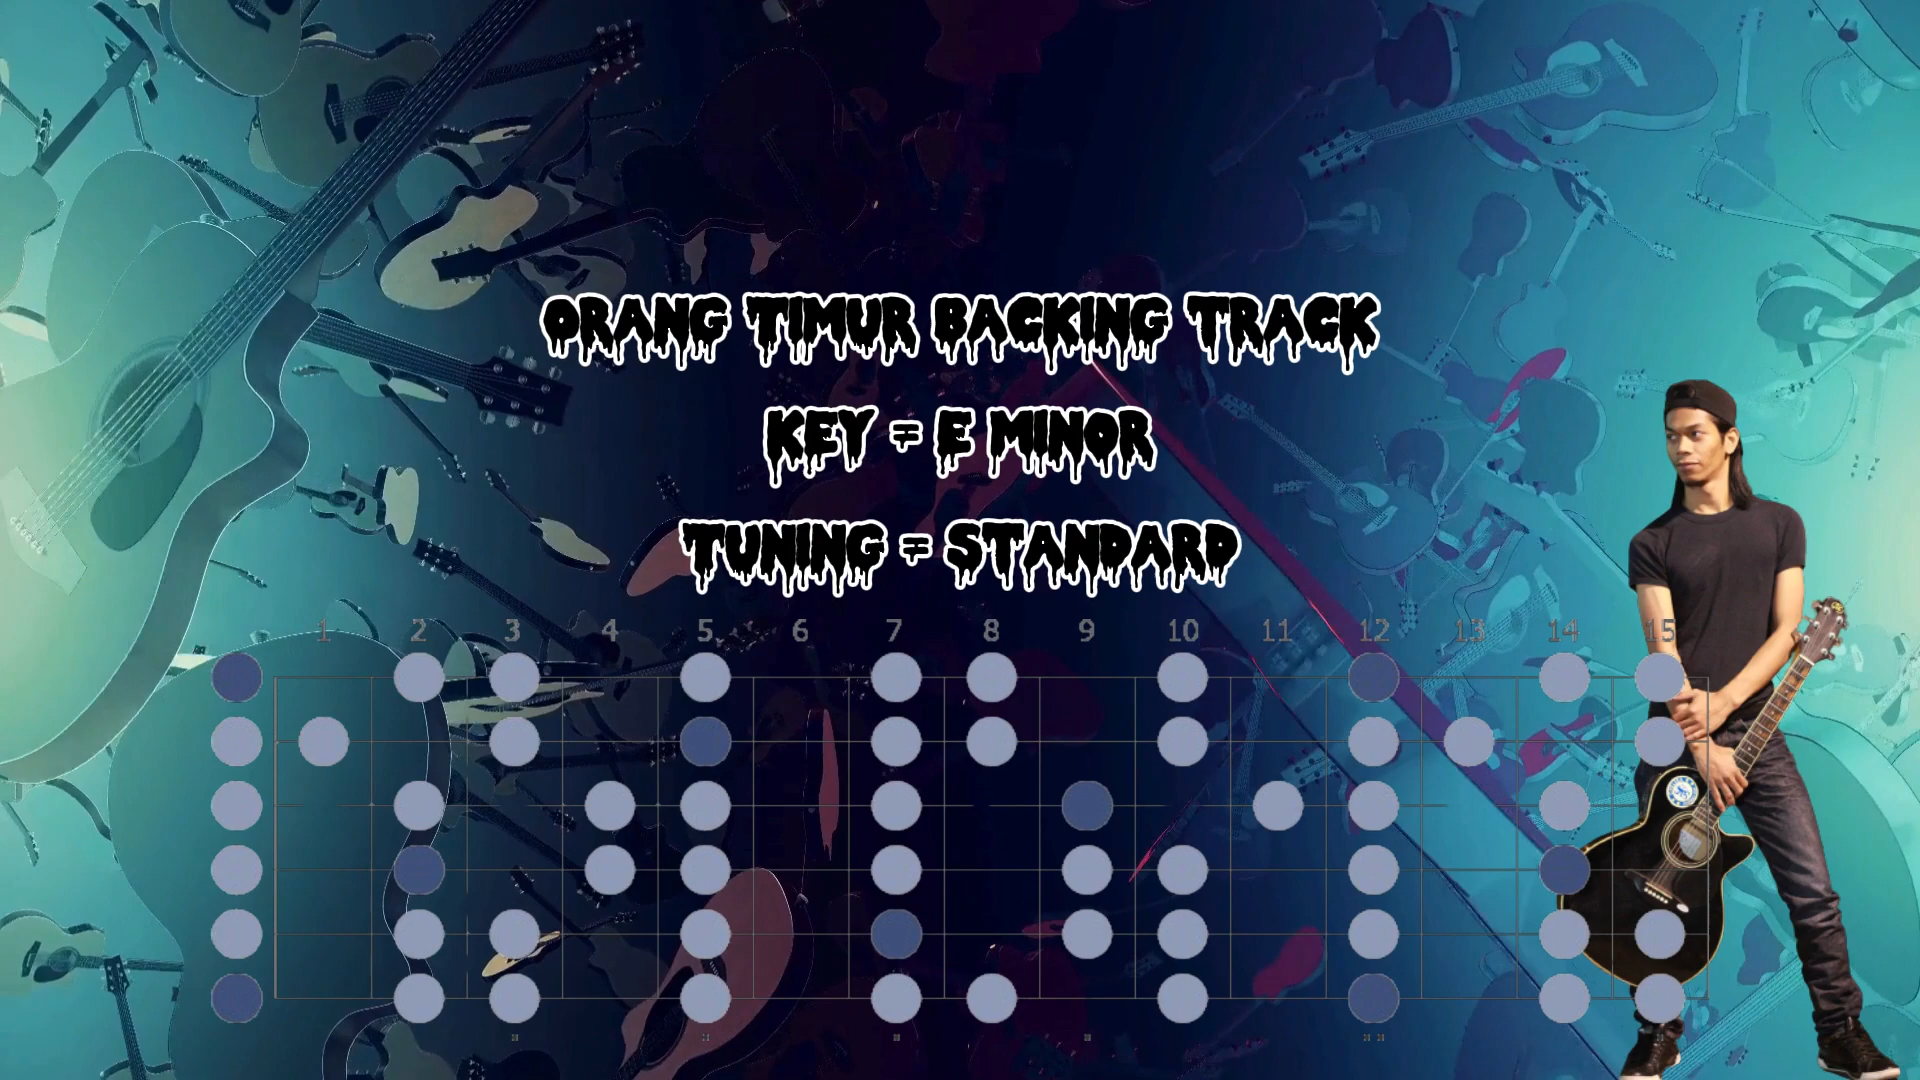 ORANG TIMUR BACKING TRACK
KEY = E MINOR
TUNING = STANDARD
1 2 3 4 5 6 7 8 9 10 11 12 13 14 15